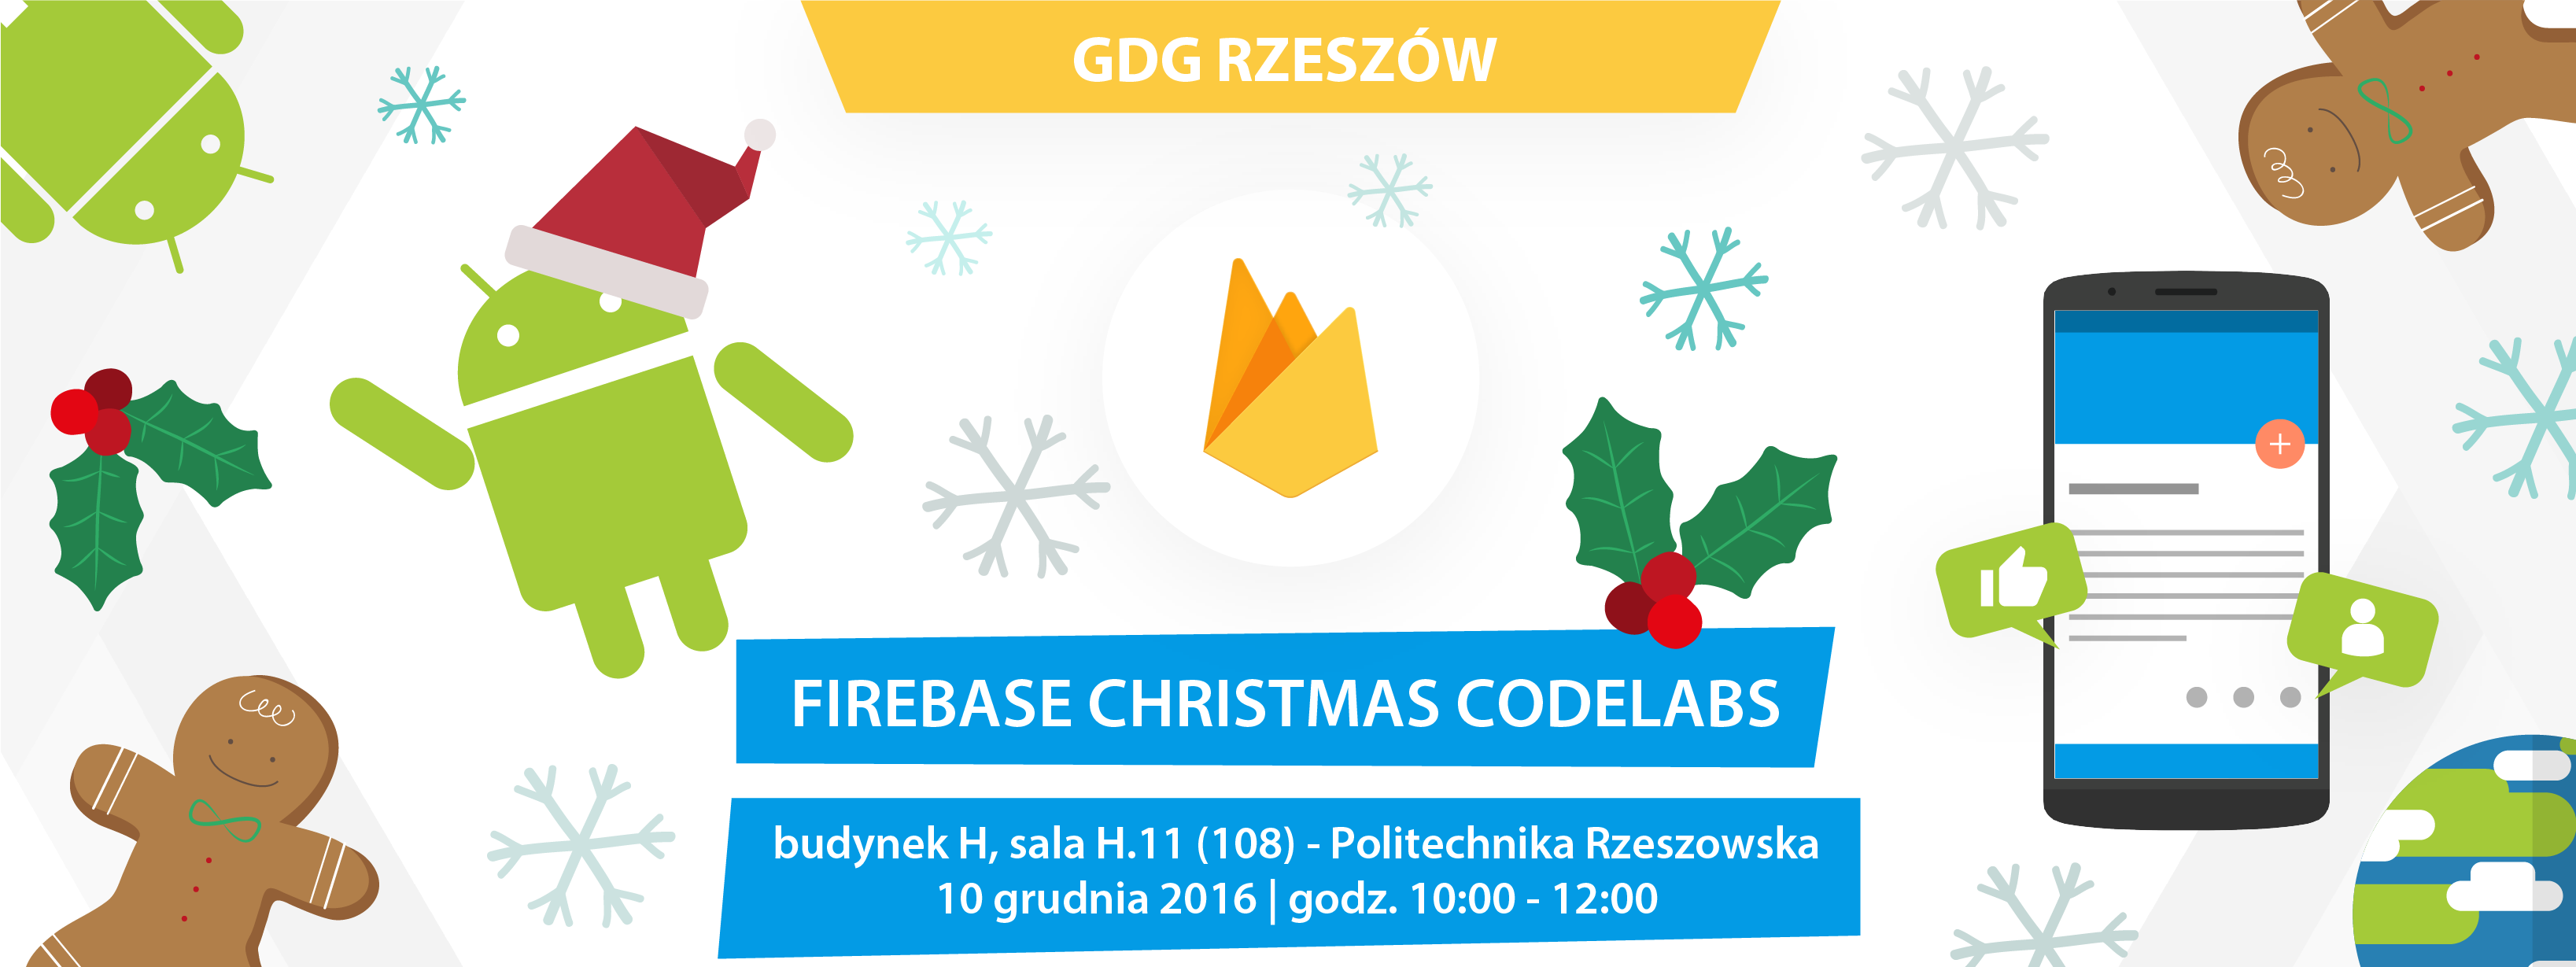 GDG RZESZÓW
FIREBASE CHRISTMAS CODELABS
budynek H, sala H.11 (108) - Politechnika Rzeszowska
10 grudnia 2016 | godz. 10:00 - 12:00